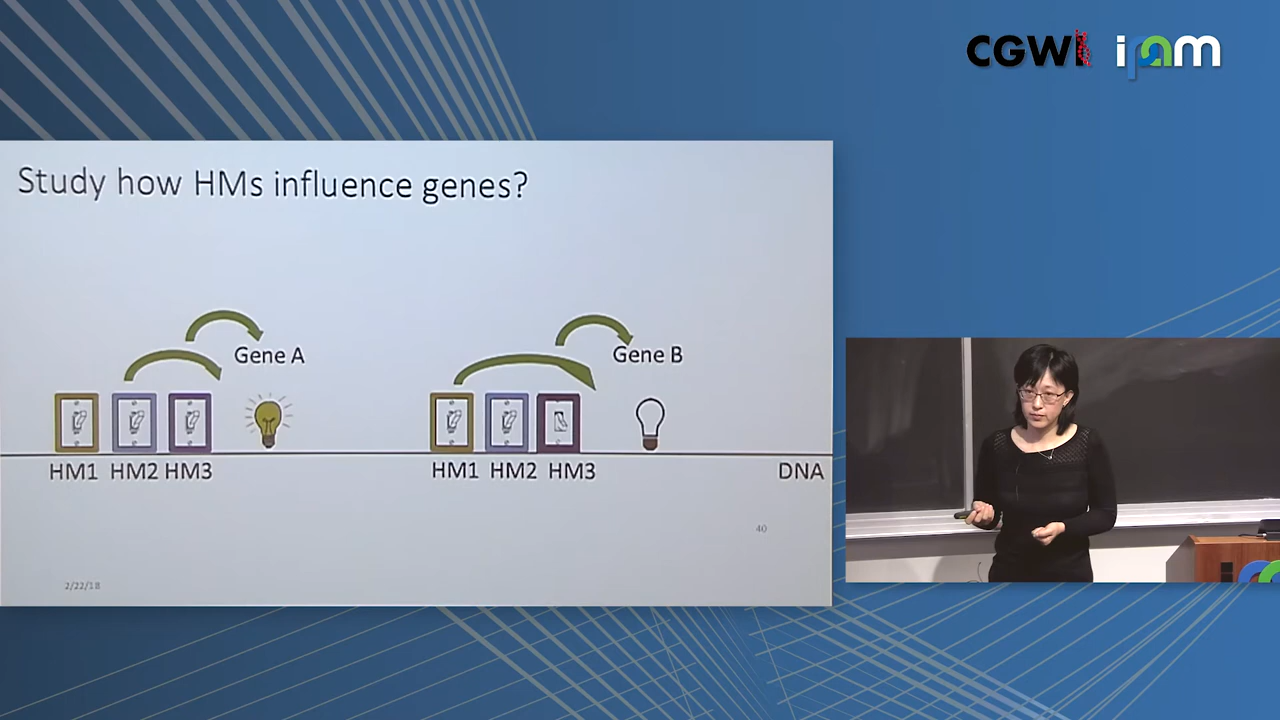 CGWI ipam
Study how HMs influence genes?
Gene A
Gene B
HM1 HM2 HM3
HM1 HM2 HM3
DNA
40
2/22/18